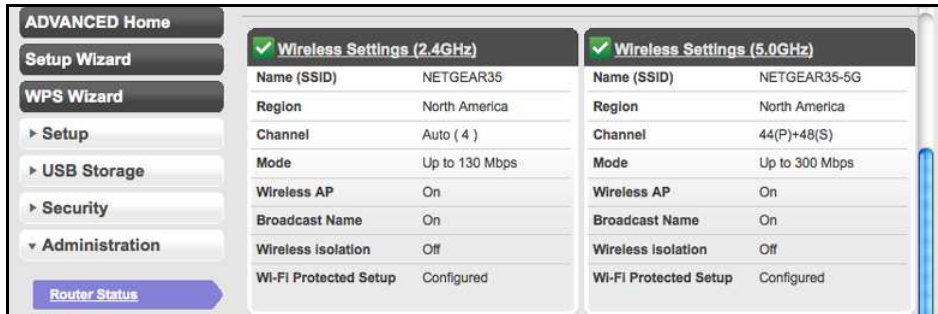 ADVANCED Home
Setup Wizard
WPS Wizard
Setup
USB Storage
Security
Administration
Router Status
Wireless Settings (2.4GHz)
Name (SSID) NETGEAR35
Region North America
Channel Auto ( 4 )
Mode Up to 130 Mbps
Wireless AP On
Broadcast Name On
Wireless isolation Off
Wi-Fi Protected Setup Configured
Wireless Settings (5.0GHz)
Name (SSID) NETGEAR35-5G
Region North America
Channel 44(P)+48(S)
Mode Up to 300 Mbps
Wireless AP On
Broadcast Name On
Wireless isolation Off
Wi-Fi Protected Setup Configured